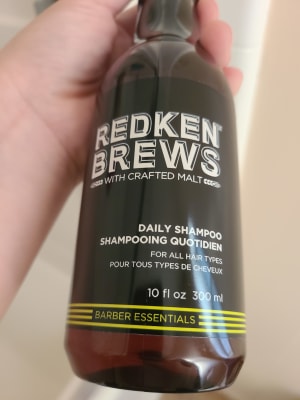 REDKEN
BREWS
WITH CRAFTED MALT
DAILY SHAMPOO
SHAMPOOING QUOTIDIEN
FOR ALL HAIR TYPES
POUR TOUS TYPES DE CHEVEUX
10 fl oz 300 ml
BARBER ESSENTIALS